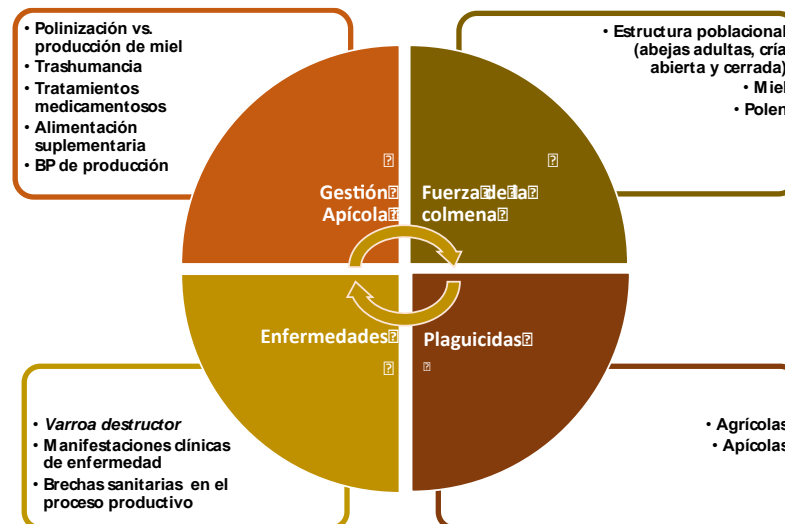 • Polinización vs.
producción de miel
• Trashumancia
• Tratamientos
medicamentosos
• Alimentación
suplementaria
• BP de producción
• Estructura poblacional
(abejas adultas, cría
abierta y cerrada)
• Miel
• Polen
Gestión
Apícola
Fuerza de la
colmena
Enfermedades
Plaguicidas
• Varroa destructor
• Manifestaciones clínicas
de enfermedad
• Brechas sanitarias en el
proceso productivo
• Agrícolas
• Apícolas